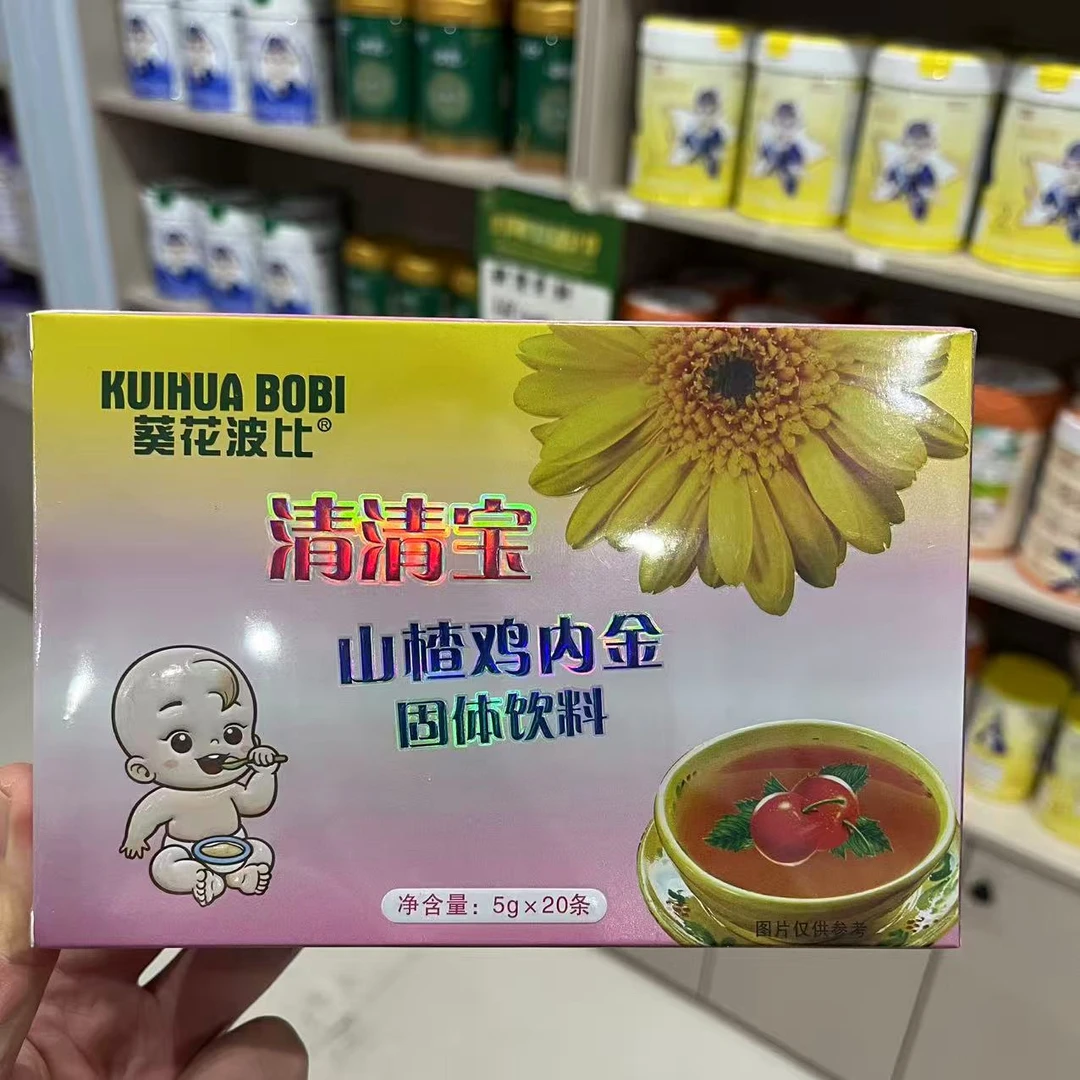 KUIHUA BOBI
葵花波比®
清清宝
山楂鸡内金
固体饮料
净含量：5g×20条
图片仅供参考